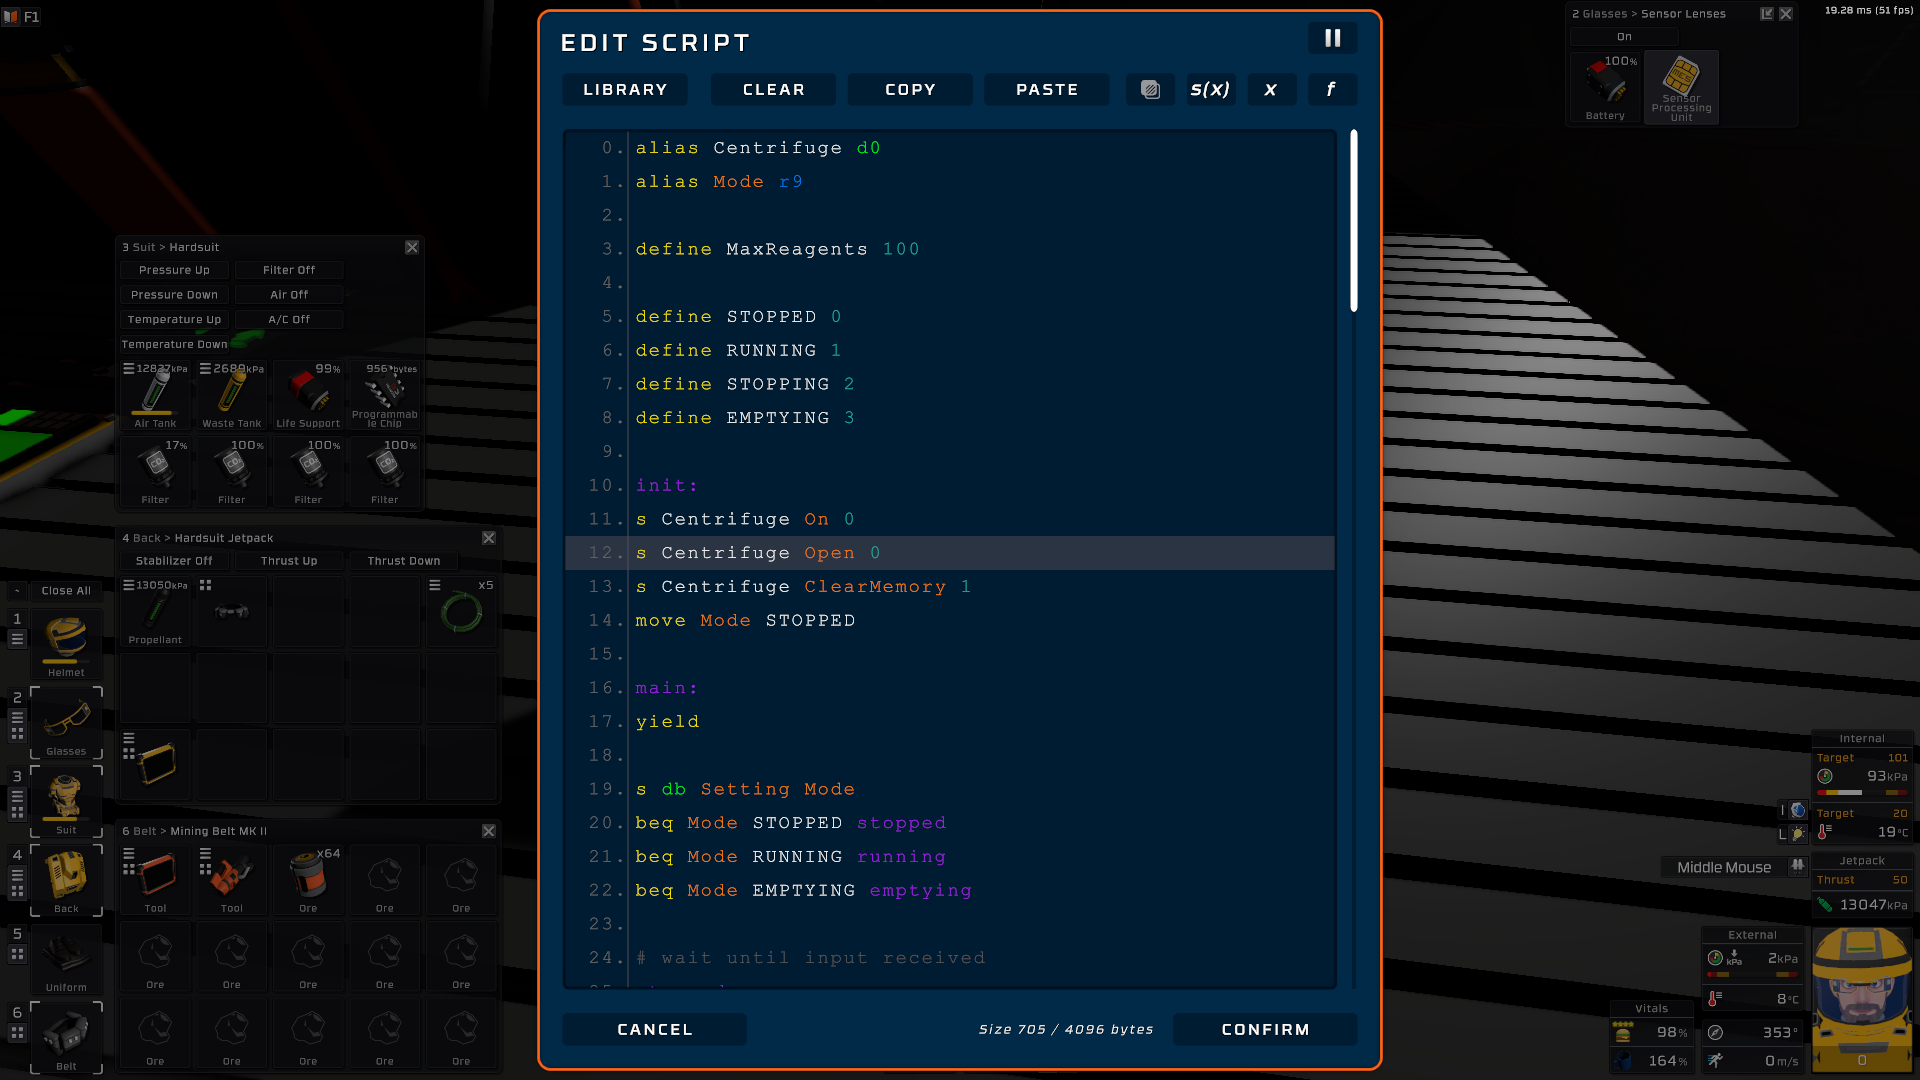 F1
EDIT SCRIPT
LIBRARY CLEAR COPY PASTE s(x) x f
0. alias Centrifuge d0
1. alias Mode r9
2.
3. define MaxReagents 100
4.
5. define STOPPED 0
6. define RUNNING 1
7. define STOPPING 2
8. define EMPTYING 3
9.
10. init:
11. s Centrifuge On 0
12. s Centrifuge Open 0
13. s Centrifuge ClearMemory 1
14. move Mode STOPPED
15.
16. main:
17. yield
18.
19. s db Setting Mode
20. beq Mode STOPPED stopped
21. beq Mode RUNNING running
22. beq Mode EMPTYING emptying
23.
24. # wait until input received
CANCEL
Size 705 / 4096 bytes
CONFIRM
2 Glasses > Sensor Lenses
On
100%
Battery
Sensor Processing Unit
19.28 ms (51 fps)
3 Suit > Hardsuit
Pressure Up Filter Off
Pressure Down Air Off
Temperature Up A/C Off
Temperature Down
12827kPa 2689kPa 99% 956 bytes
Air Tank Waste Tank Life Support Programmab le Chip
17% 100% 100% 100%
Filter Filter Filter Filter
4 Back > Hardsuit Jetpack
Stabilizer Off Thrust Up Thrust Down
13050kPa x5
Propellant
6 Belt > Mining Belt MK II
x64
Tool Tool Ore Ore Ore
Ore Ore Ore Ore Ore
Ore Ore Ore Ore Ore
~ Close All
1 Helmet
2 Glasses
3 Suit
4 Back
5 Uniform
6 Belt
Internal
Target 101
93kPa
Target 20
19°C
I
L
Middle Mouse
Jetpack
Thrust 50
13047kPa
External
kPa 2kPa
8°C
353°
0m/s
Vitals
98%
164%
0